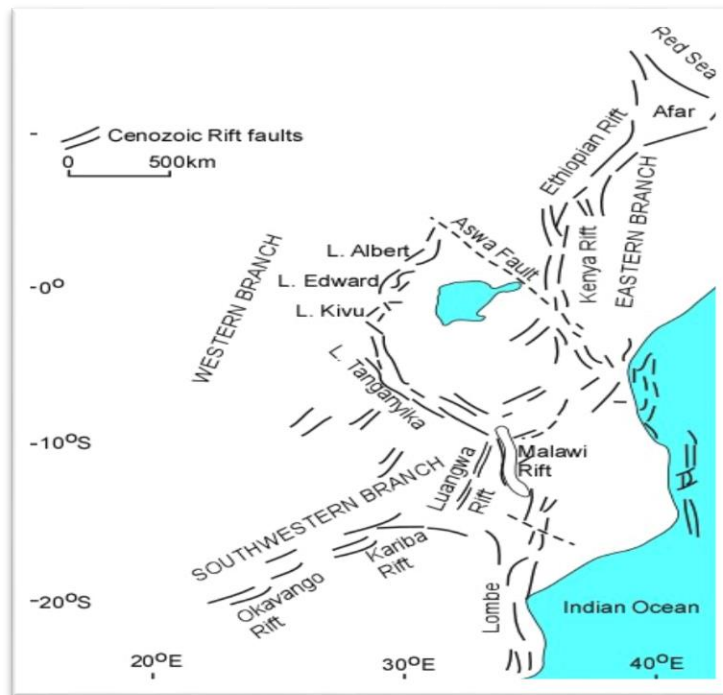 Red Sea
Afar
Cenozoic Rift faults
0 500km
Ethiopian Rift
EASTERN BRANCH
Kenya Rift
Aswa Fault
L. Albert
L. Edward
L. Kivu
WESTERN BRANCH
-0°
L. Tanganyika
-10°S
Malawi
Rift
Luangwa
Rift
SOUTHWESTERN BRANCH
Kariba
Rift
Okavango
Rift
Lombe
-20°S
Indian Ocean
20°E 30°E 40°E